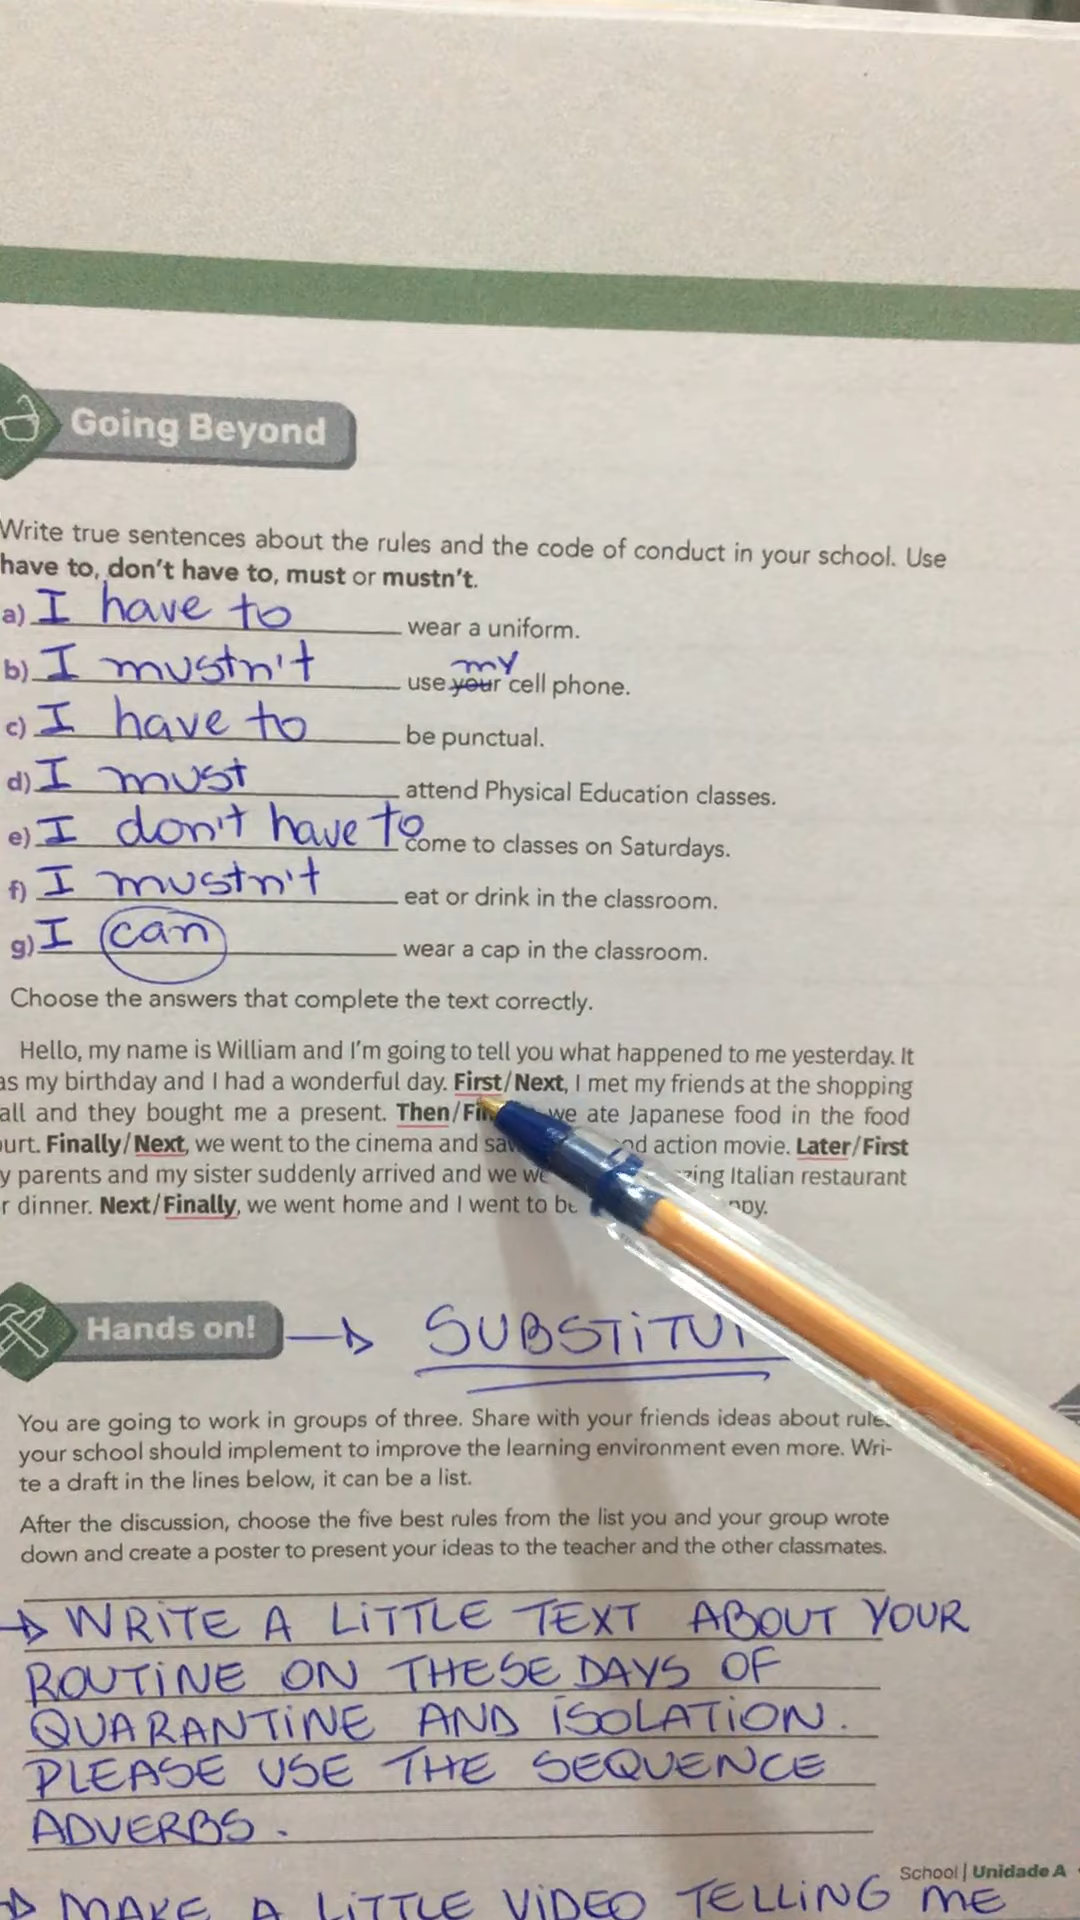 Going Beyond
Write true sentences about the rules and the code of conduct in your school. Use
have to, don't have to, must or mustn't.
a) I have to wear a uniform.
my
b) I mustn't use your cell phone.
c) I have to be punctual.
d) I must attend Physical Education classes.
e) I don't have to come to classes on Saturdays.
f) I mustn't eat or drink in the classroom.
g) I can wear a cap in the classroom.
Choose the answers that complete the text correctly.
Hello, my name is William and I'm going to tell you what happened to me yesterday. It
as my birthday and I had a wonderful day. First/Next, I met my friends at the shopping
all and they bought me a present. Then/Fi we ate Japanese food in the food
urt. Finally/Next, we went to the cinema and sa action movie. Later/First
y parents and my sister suddenly arrived and we we zing Italian restaurant
r dinner. Next/Finally, we went home and I went to be ppy.
Hands on! → SUBSTITUI
You are going to work in groups of three. Share with your friends ideas about rule
your school should implement to improve the learning environment even more. Wri-
te a draft in the lines below, it can be a list.
After the discussion, choose the five best rules from the list you and your group wrote
down and create a poster to present your ideas to the teacher and the other classmates.
→ WRITE A LITTLE TEXT ABOUT YOUR
ROUTINE ON THESE DAYS OF
QUARANTINE AND ISOLATION.
PLEASE USE THE SEQUENCE
ADVERBS.
School | Unidade A
→ MAKE A LITTLE VIDEO TELLING ME